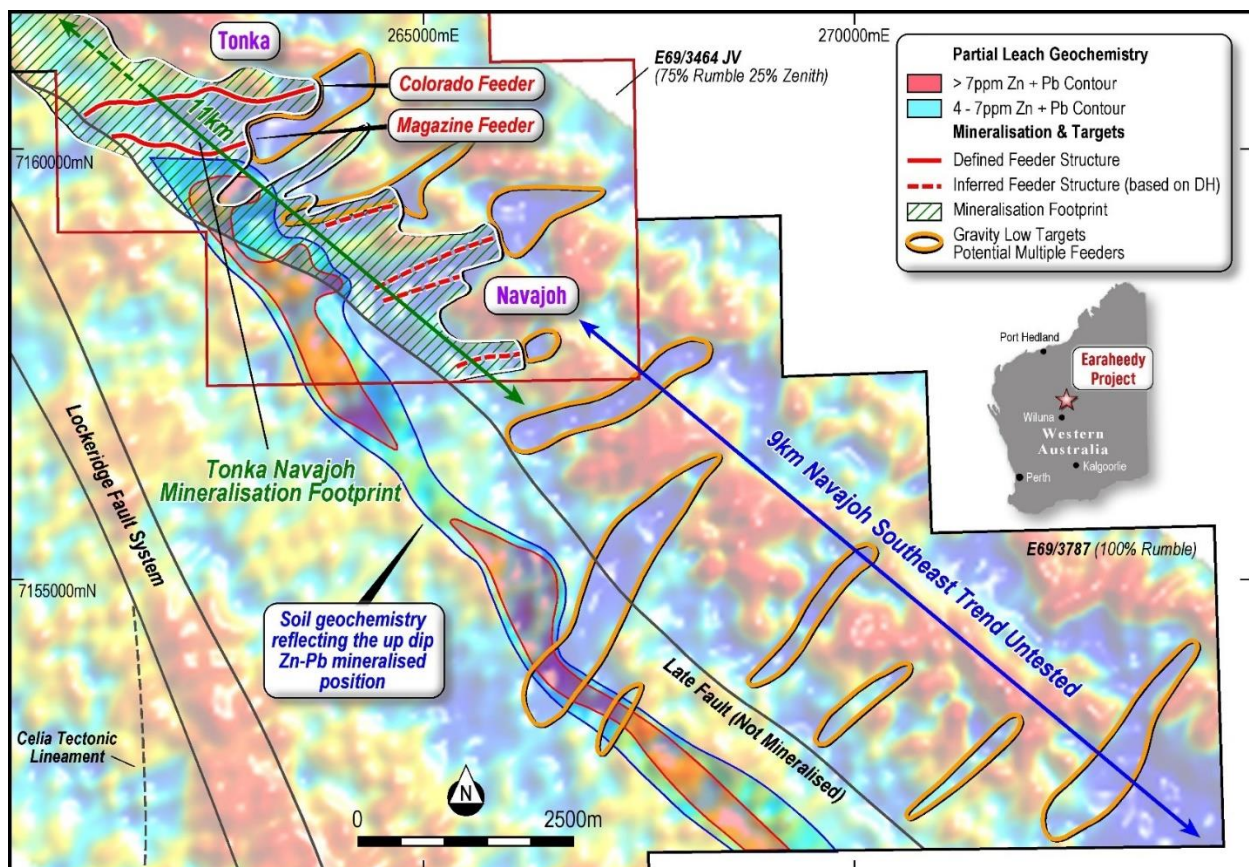 265000mE
270000mE
Tonka
E69/3464 JV
(75% Rumble 25% Zenith)
Colorado Feeder
Magazine Feeder
11km
7160000mN
Partial Leach Geochemistry
> 7ppm Zn + Pb Contour
4 - 7ppm Zn + Pb Contour
Mineralisation & Targets
Defined Feeder Structure
Inferred Feeder Structure (based on DH)
Mineralisation Footprint
Gravity Low Targets
Potential Multiple Feeders
Navajoh
Port Hedland
Earaheedy
Project
Wiluna
Western
Australia
Kalgoorlie
Perth
Lockeridge Fault System
Tonka Navajoh
Mineralisation Footprint
9km Navajoh Southeast Trend Untested
E69/3787 (100% Rumble)
7155000mN
Soil geochemistry
reflecting the up dip
Zn-Pb mineralised
position
Late Fault (Not Mineralised)
Celia Tectonic
Lineament
N
0
2500m